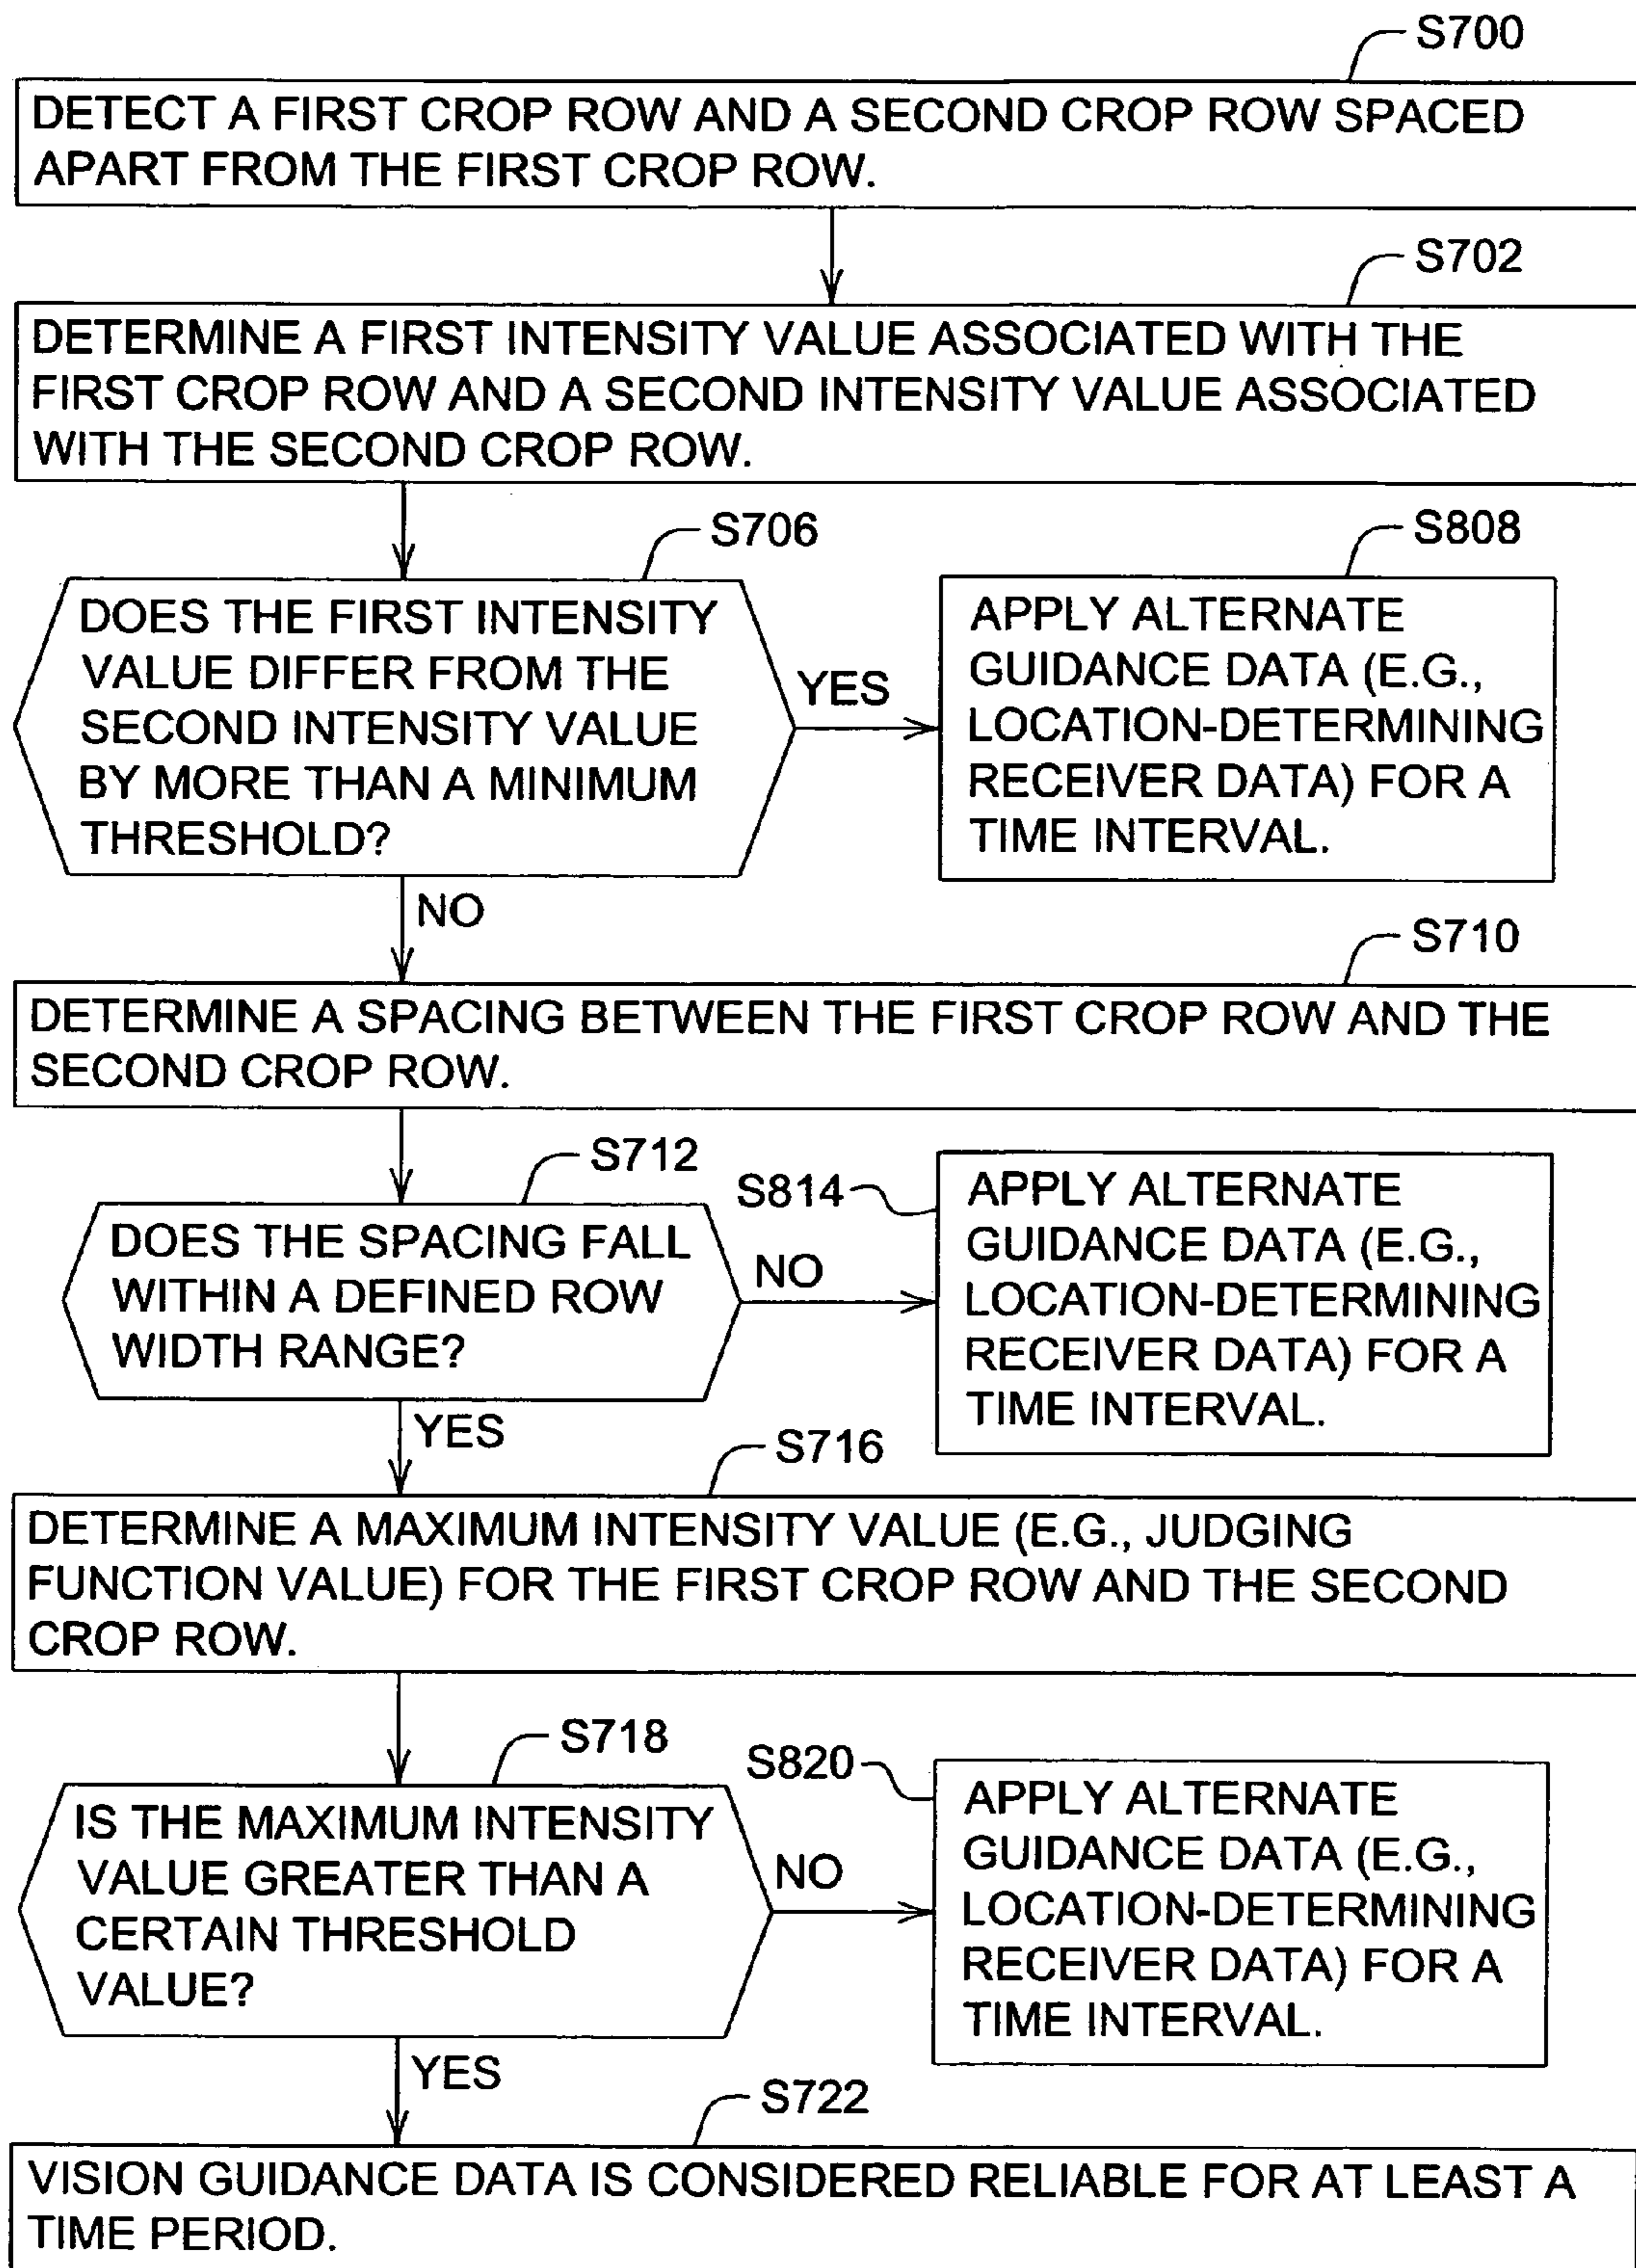 S700
DETECT A FIRST CROP ROW AND A SECOND CROP ROW SPACED
APART FROM THE FIRST CROP ROW.
S702
DETERMINE A FIRST INTENSITY VALUE ASSOCIATED WITH THE
FIRST CROP ROW AND A SECOND INTENSITY VALUE ASSOCIATED
WITH THE SECOND CROP ROW.
S706
DOES THE FIRST INTENSITY
VALUE DIFFER FROM THE
SECOND INTENSITY VALUE
BY MORE THAN A MINIMUM
THRESHOLD?
YES
S808
APPLY ALTERNATE
GUIDANCE DATA (E.G.,
LOCATION-DETERMINING
RECEIVER DATA) FOR A
TIME INTERVAL.
NO
S710
DETERMINE A SPACING BETWEEN THE FIRST CROP ROW AND THE
SECOND CROP ROW.
S712
DOES THE SPACING FALL
WITHIN A DEFINED ROW
WIDTH RANGE?
NO
S814
APPLY ALTERNATE
GUIDANCE DATA (E.G.,
LOCATION-DETERMINING
RECEIVER DATA) FOR A
TIME INTERVAL.
YES
S716
DETERMINE A MAXIMUM INTENSITY VALUE (E.G., JUDGING
FUNCTION VALUE) FOR THE FIRST CROP ROW AND THE SECOND
CROP ROW.
S718
IS THE MAXIMUM INTENSITY
VALUE GREATER THAN A
CERTAIN THRESHOLD
VALUE?
NO
S820
APPLY ALTERNATE
GUIDANCE DATA (E.G.,
LOCATION-DETERMINING
RECEIVER DATA) FOR A
TIME INTERVAL.
YES
S722
VISION GUIDANCE DATA IS CONSIDERED RELIABLE FOR AT LEAST A
TIME PERIOD.